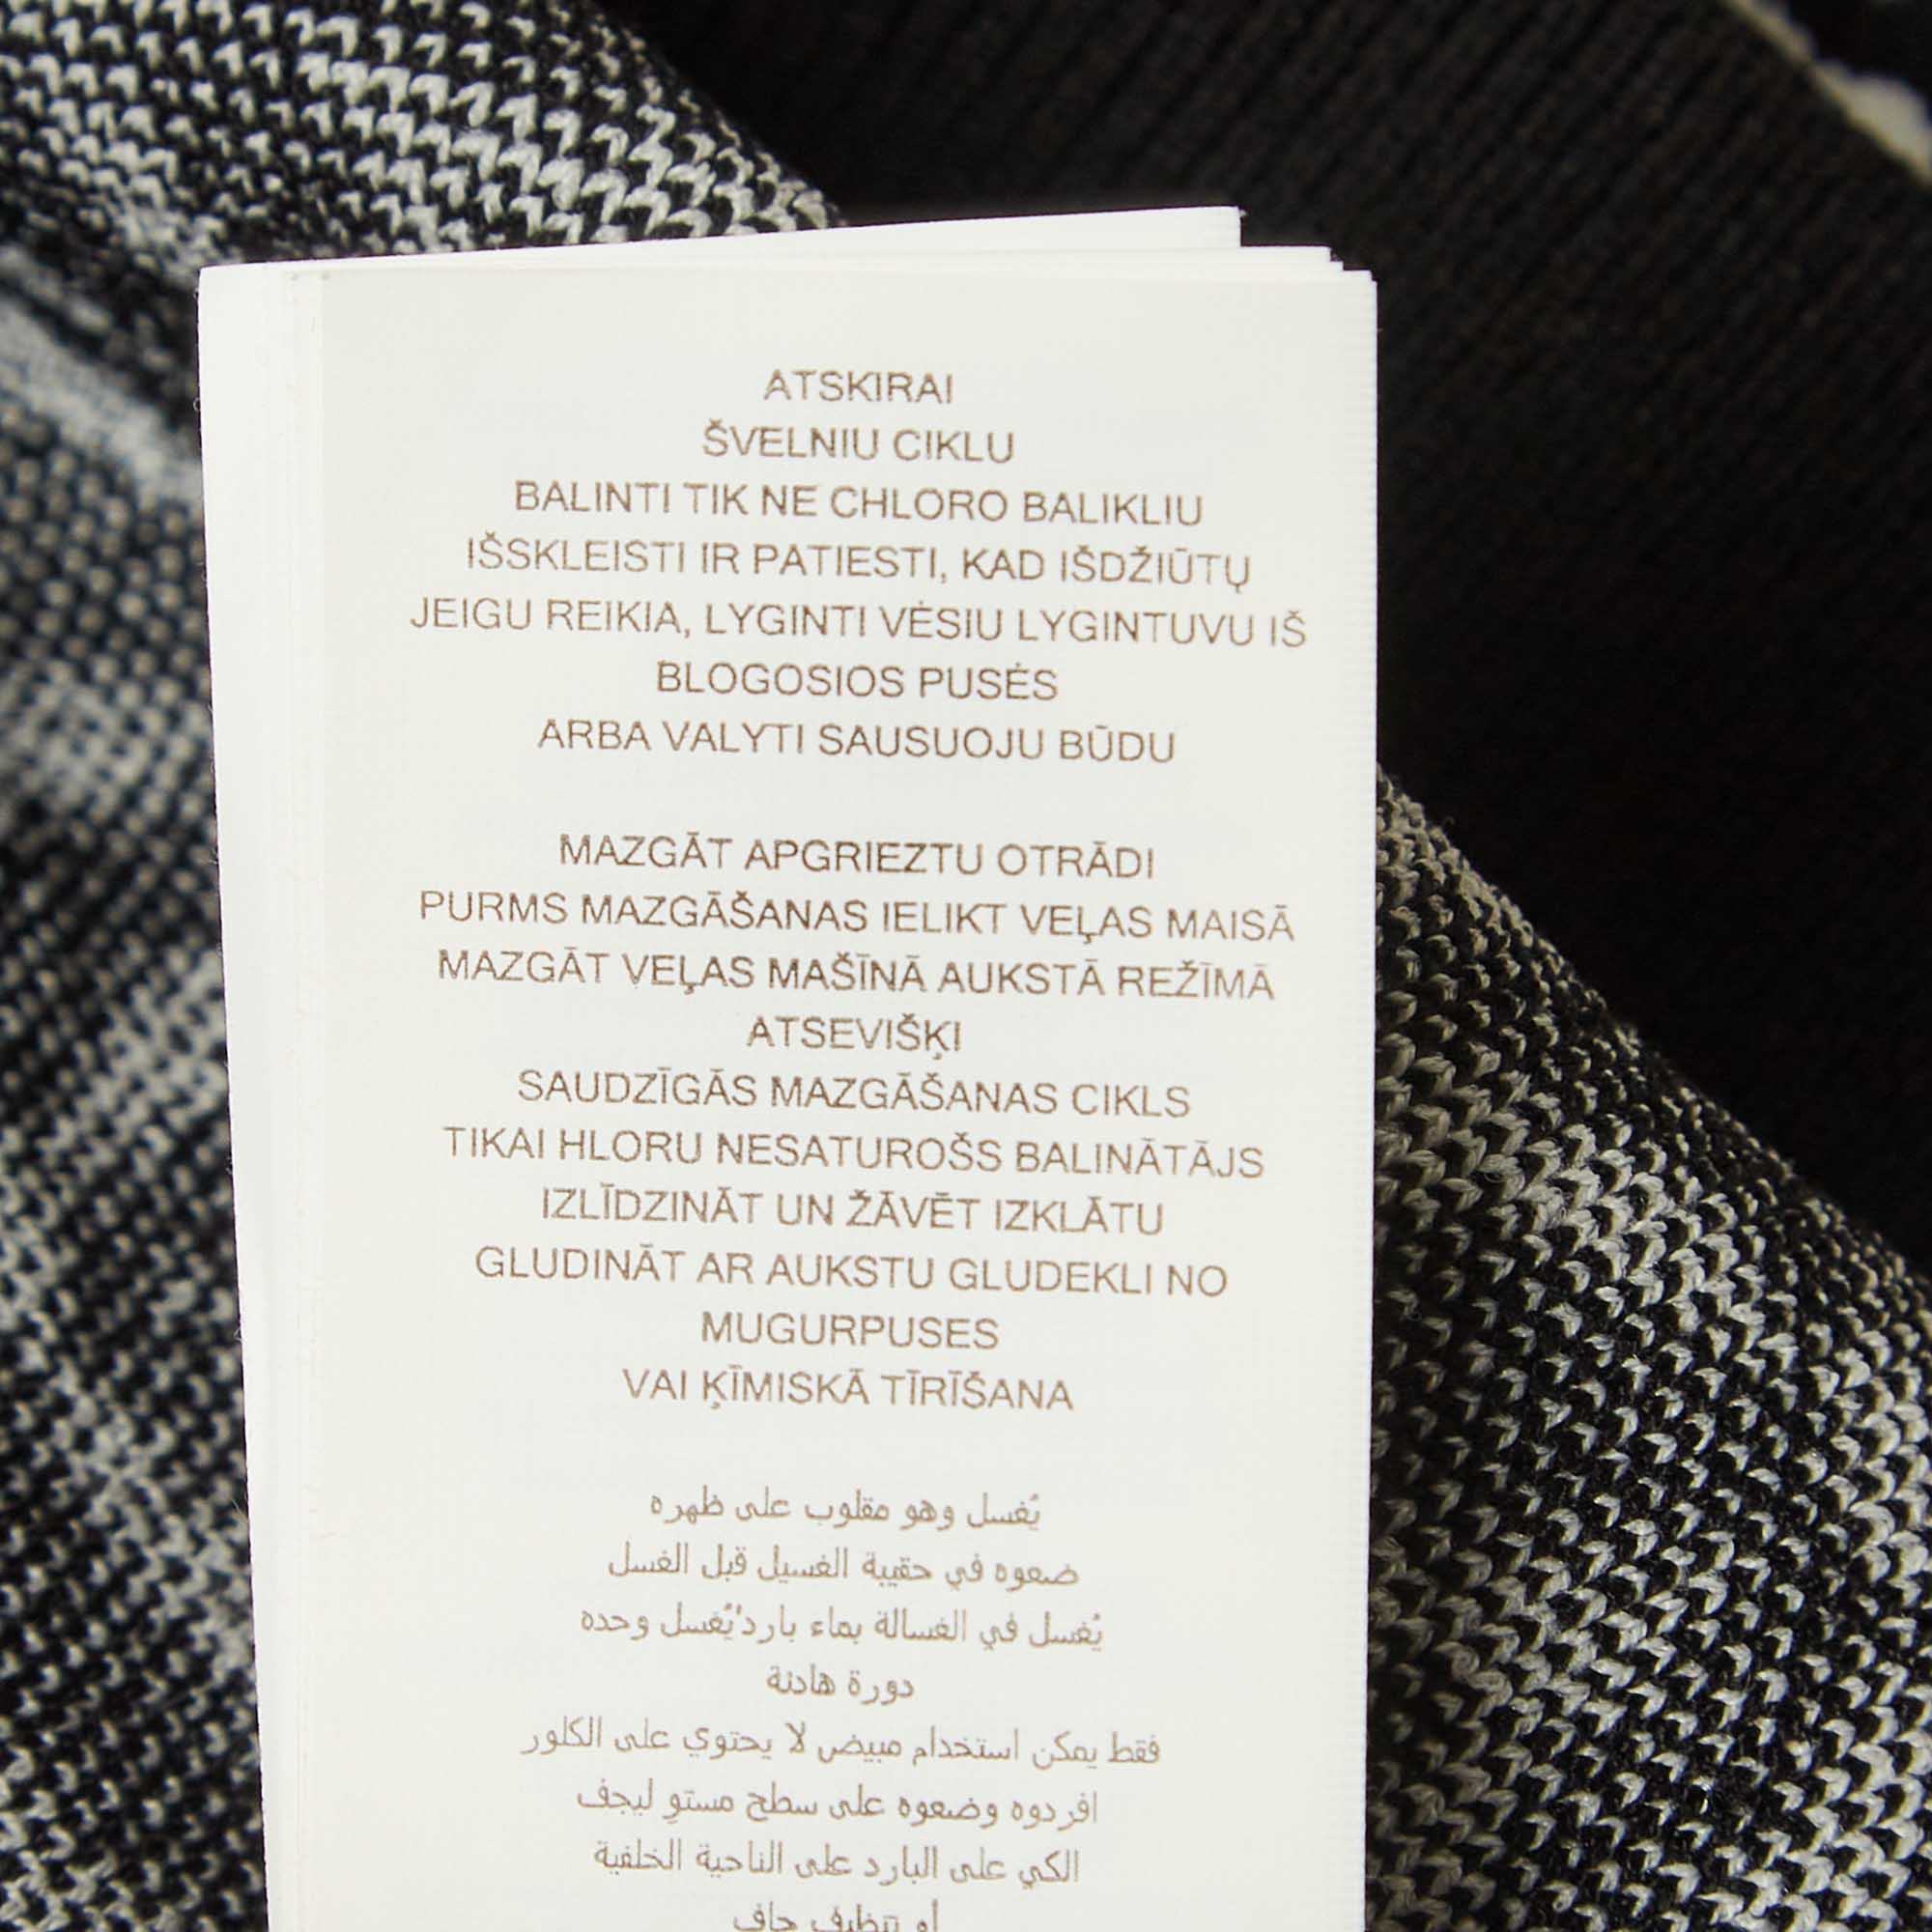 ATSKIRAI
ŠVELNIU CIKLU
BALINTI TIK NE CHLORO BALIKLIU
IŠSKLEISTI IR PATIESTI, KAD IŠDŽIŪTŲ
JEIGU REIKIA, LYGINTI VĖSIU LYGINTUVU IŠ
BLOGOSIOS PUSĖS
ARBA VALYTI SAUSUOJU BŪDU
MAZGĀT APGRIEZTU OTRĀDI
PURMS MAZGĀŠANAS IELIKT VEĻAS MAISĀ
MAZGĀT VEĻAS MAŠĪNĀ AUKSTĀ REŽĪMĀ
ATSEVIŠĶI
SAUDZĪGĀS MAZGĀŠANAS CIKLS
TIKAI HLORU NESATUROŠS BALINĀTĀJS
IZLĪDZINĀT UN ŽĀVĒT IZKLĀTU
GLUDINĀT AR AUKSTU GLUDEKLI NO
MUGURPUSES
VAI ĶĪMISKĀ TĪRĪŠANA
يُغسل وهو مقلوب على ظهره
ضعوه في حقيبة الغسيل قبل الغسل
يُغسل في الغسالة بماء بارد'يُغسل وحده
دورة هادئة
فقط يمكن استخدام مبيض لا يحتوي على الكلور
افردوه وضعوه على سطح مستوٍ ليجف
الكي على البارد على الناحية الخلفية
أو تنظيف جاف